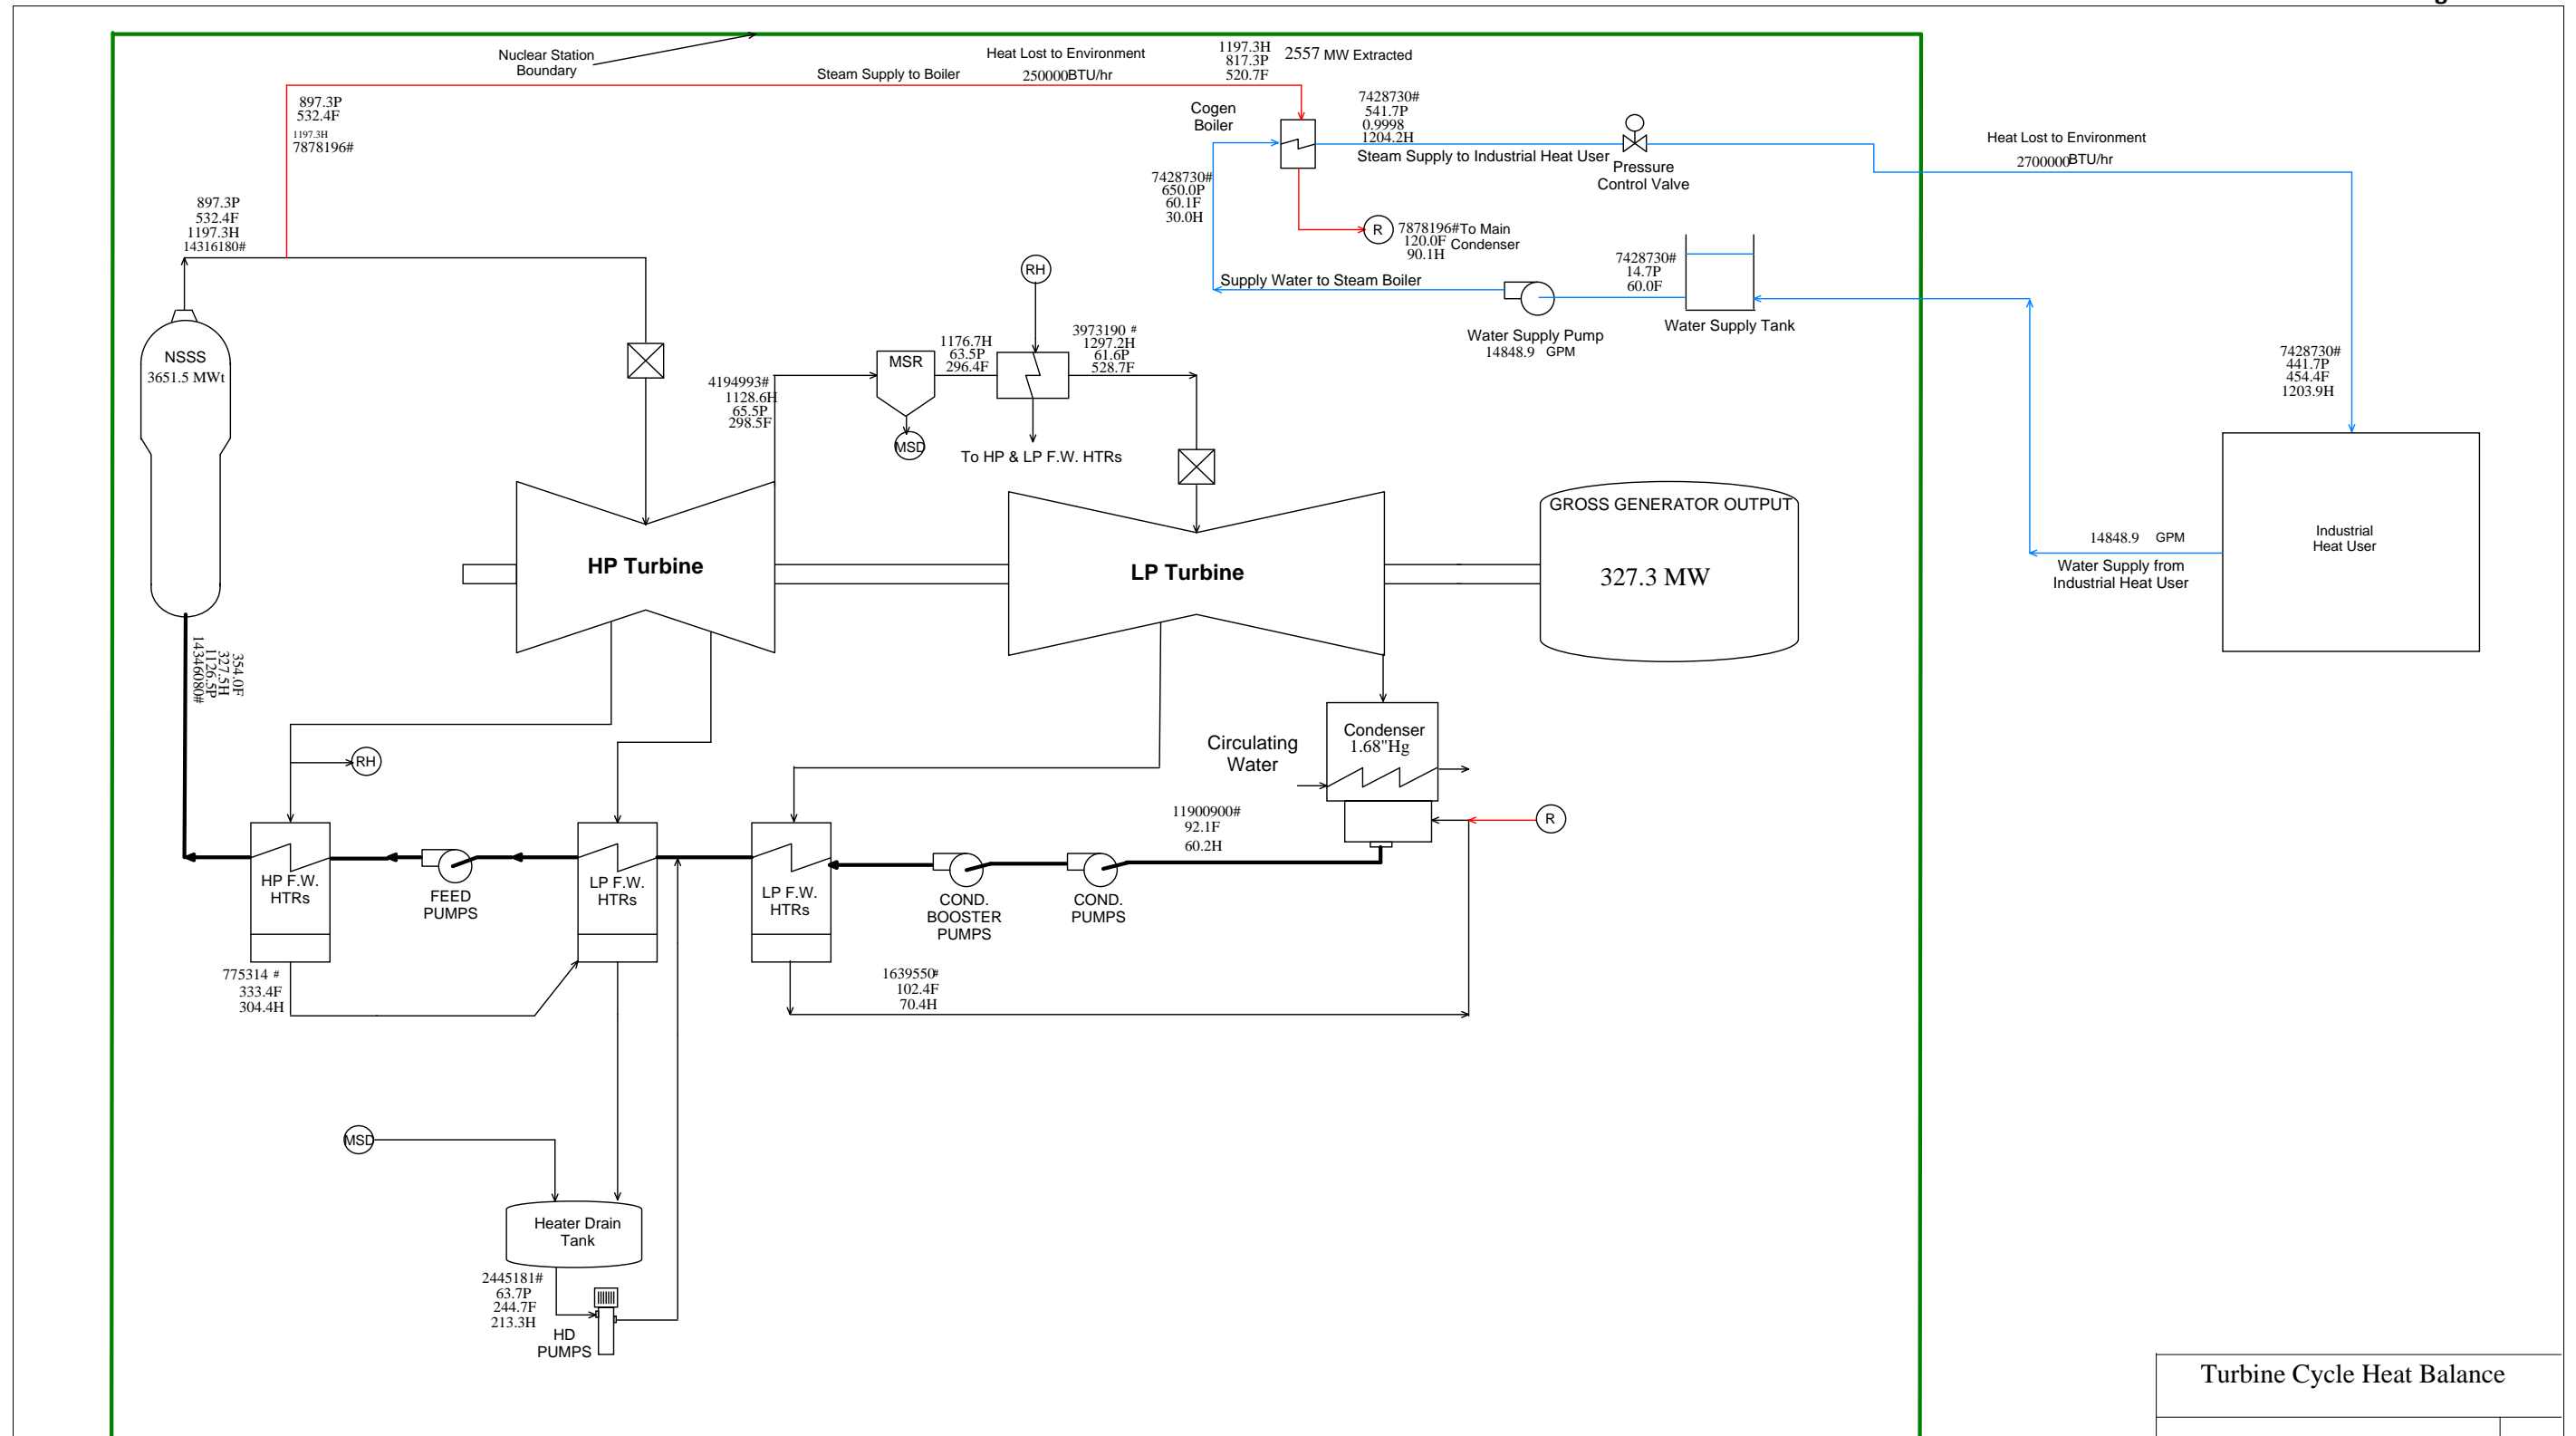 Nuclear Station
Boundary
Heat Lost to Environment
Steam Supply to Boiler
250000BTU/hr
1197.3H
817.3P
520.7F
2557 MW Extracted
897.3P
532.4F
1197.3H
7878196#
Cogen
Boiler
7428730#
541.7P
0.9998
1204.2H
Steam Supply to Industrial Heat User
Pressure
Control Valve
Heat Lost to Environment
2700000BTU/hr
897.3P
532.4F
1197.3H
14316180#
7428730#
650.0P
60.1F
30.0H
R
7878196#To Main
120.0F Condenser
90.1H
RH
Supply Water to Steam Boiler
7428730#
14.7P
60.0F
Water Supply Pump
14848.9 GPM
Water Supply Tank
NSSS
3651.5 MWt
MSR
1176.7H
63.5P
296.4F
3973190 #
1297.2H
61.6P
528.7F
4194993#
1128.6H
65.5P
298.5F
MSD
To HP & LP F.W. HTRs
7428730#
441.7P
454.4F
1203.9H
HP Turbine
LP Turbine
GROSS GENERATOR OUTPUT
327.3 MW
14848.9 GPM
Water Supply from
Industrial Heat User
Industrial
Heat User
354.0F
327.5H
1126.5P
14346080#
RH
Circulating
Water
Condenser
1.68"Hg
11900900#
92.1F
60.2H
R
HP F.W.
HTRs
FEED
PUMPS
LP F.W.
HTRs
LP F.W.
HTRs
COND.
BOOSTER
PUMPS
COND.
PUMPS
775314 #
333.4F
304.4H
1639550#
102.4F
70.4H
MSD
Heater Drain
Tank
2445181#
63.7P
244.7F
213.3H
HD
PUMPS
Turbine Cycle Heat Balance